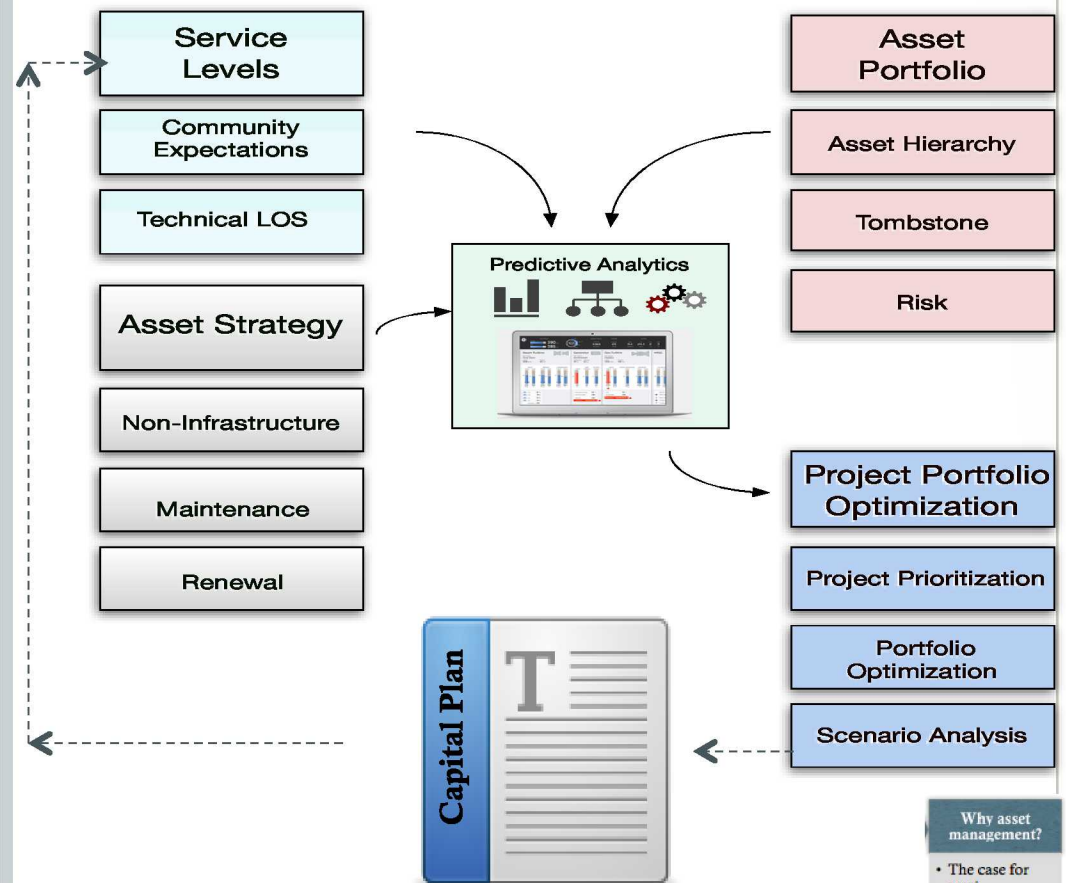 Service
Levels
Community
Expectations
Technical LOS
Asset Strategy
Non-Infrastructure
Maintenance
Renewal
Predictive Analytics
Asset
Portfolio
Asset Hierarchy
Tombstone
Risk
Project Portfolio
Optimization
Project Prioritization
Portfolio
Optimization
Scenario Analysis
Capital Plan
T
Why asset
management?
• The case for